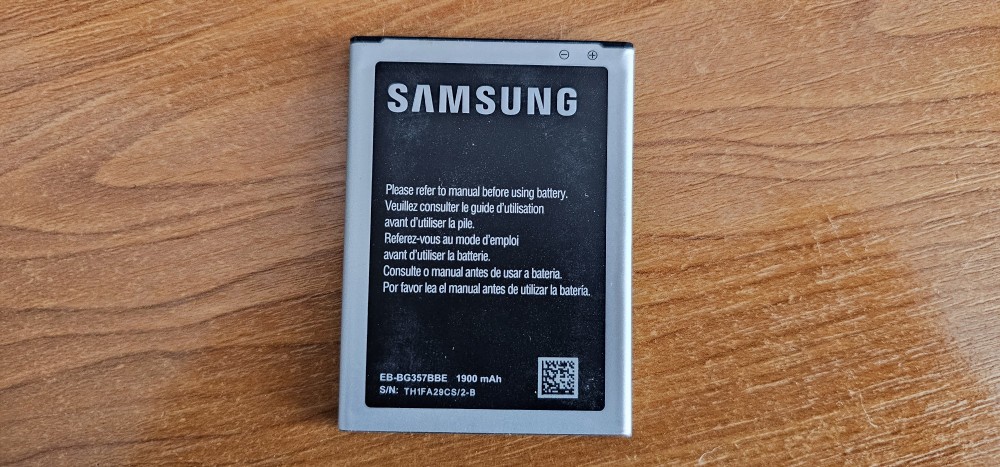 ⊖ ⊕
SAMSUNG
Please refer to manual before using battery.
Veuillez consulter le guide d'utilisation
avant d'utiliser la pile.
Referez-vous au mode d'emploi
avant d'utiliser la batterie.
Consulte o manual antes de usar a bateria.
Por favor lea el manual antes de utilizar la batería.
EB-BG357BBE 1900 mAh
S/N: TH1FA29CS/2-B